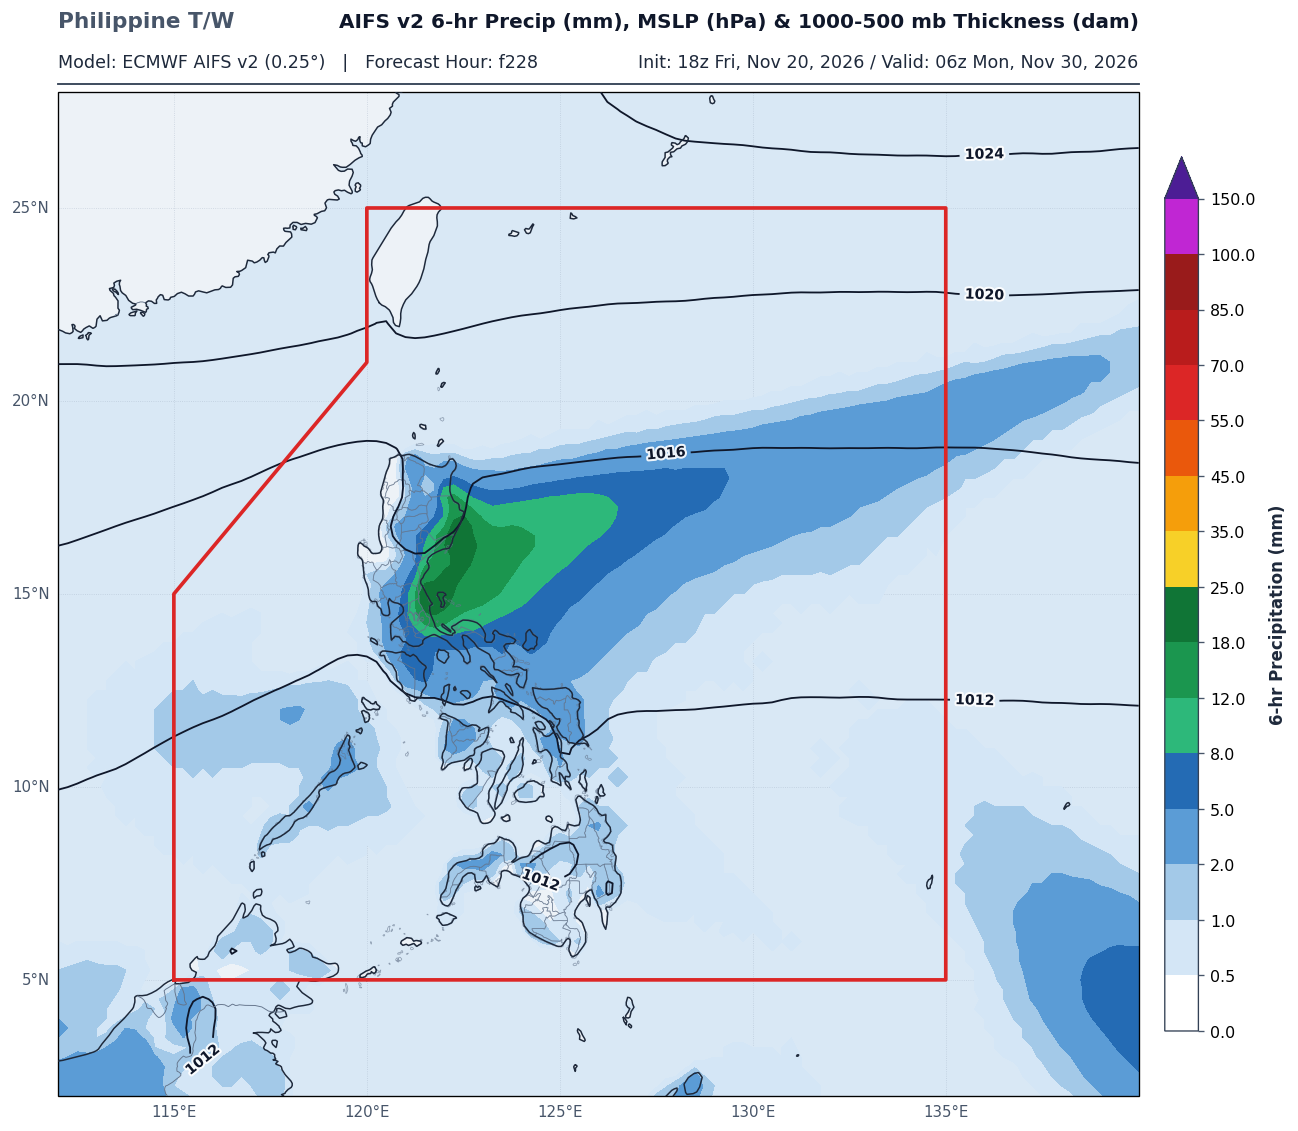 Philippine T/W
AIFS v2 6-hr Precip (mm), MSLP (hPa) & 1000-500 mb Thickness (dam)
Model: ECMWF AIFS v2 (0.25°) | Forecast Hour: f228
Init: 18z Fri, Nov 20, 2026 / Valid: 06z Mon, Nov 30, 2026
1024
1020
1016
1012
1012
1012
25°N
20°N
15°N
10°N
5°N
115°E
120°E
125°E
130°E
135°E
150.0
100.0
85.0
70.0
55.0
45.0
35.0
25.0
18.0
12.0
8.0
5.0
2.0
1.0
0.5
0.0
6-hr Precipitation (mm)